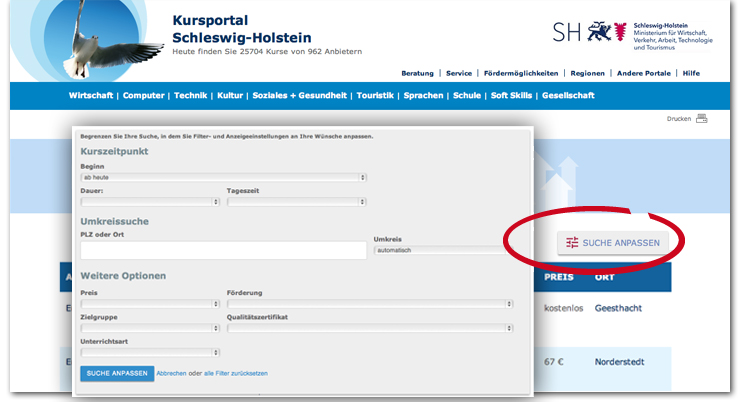 Kursportal
Schleswig-Holstein
Heute finden Sie 25704 Kurse von 962 Anbietern
SH
Schleswig-Holstein
Ministerium für Wirtschaft,
Verkehr, Arbeit, Technologie
und Tourismus
Beratung | Service | Fördermöglichkeiten | Regionen | Andere Portale | Hilfe
Wirtschaft | Computer | Technik | Kultur | Soziales + Gesundheit | Touristik | Sprachen | Schule | Soft Skills | Gesellschaft
Drucken
Begrenzen Sie Ihre Suche, in dem Sie Filter- und Anzeigeeinstellungen an Ihre Wünsche anpassen.
Kurszeitpunkt
Beginn
ab heute
Dauer: Tageszeit
Umkreissuche
PLZ oder Ort Umkreis
automatisch
SUCHE ANPASSEN
Weitere Optionen
PREIS ORT
Preis Förderung
kostenlos Geesthacht
Zielgruppe Qualitätszertifikat
Unterrichtsart
67 € Norderstedt
SUCHE ANPASSEN Abbrechen oder alle Filter zurücksetzen